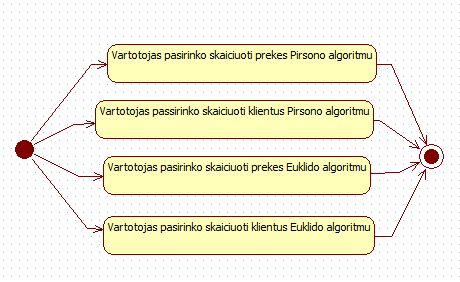 Vartotojas pasirinko skaiciuoti prekes Pirsono algoritmu
Vartotojas passirinko skaiciuoti klientus Pirsono algoritmu
Vartotojas pasirinko skaiciuoti prekes Euklido algoritmu
Vartotojas pasirinko skaiciuoti klientus Euklido algoritmu